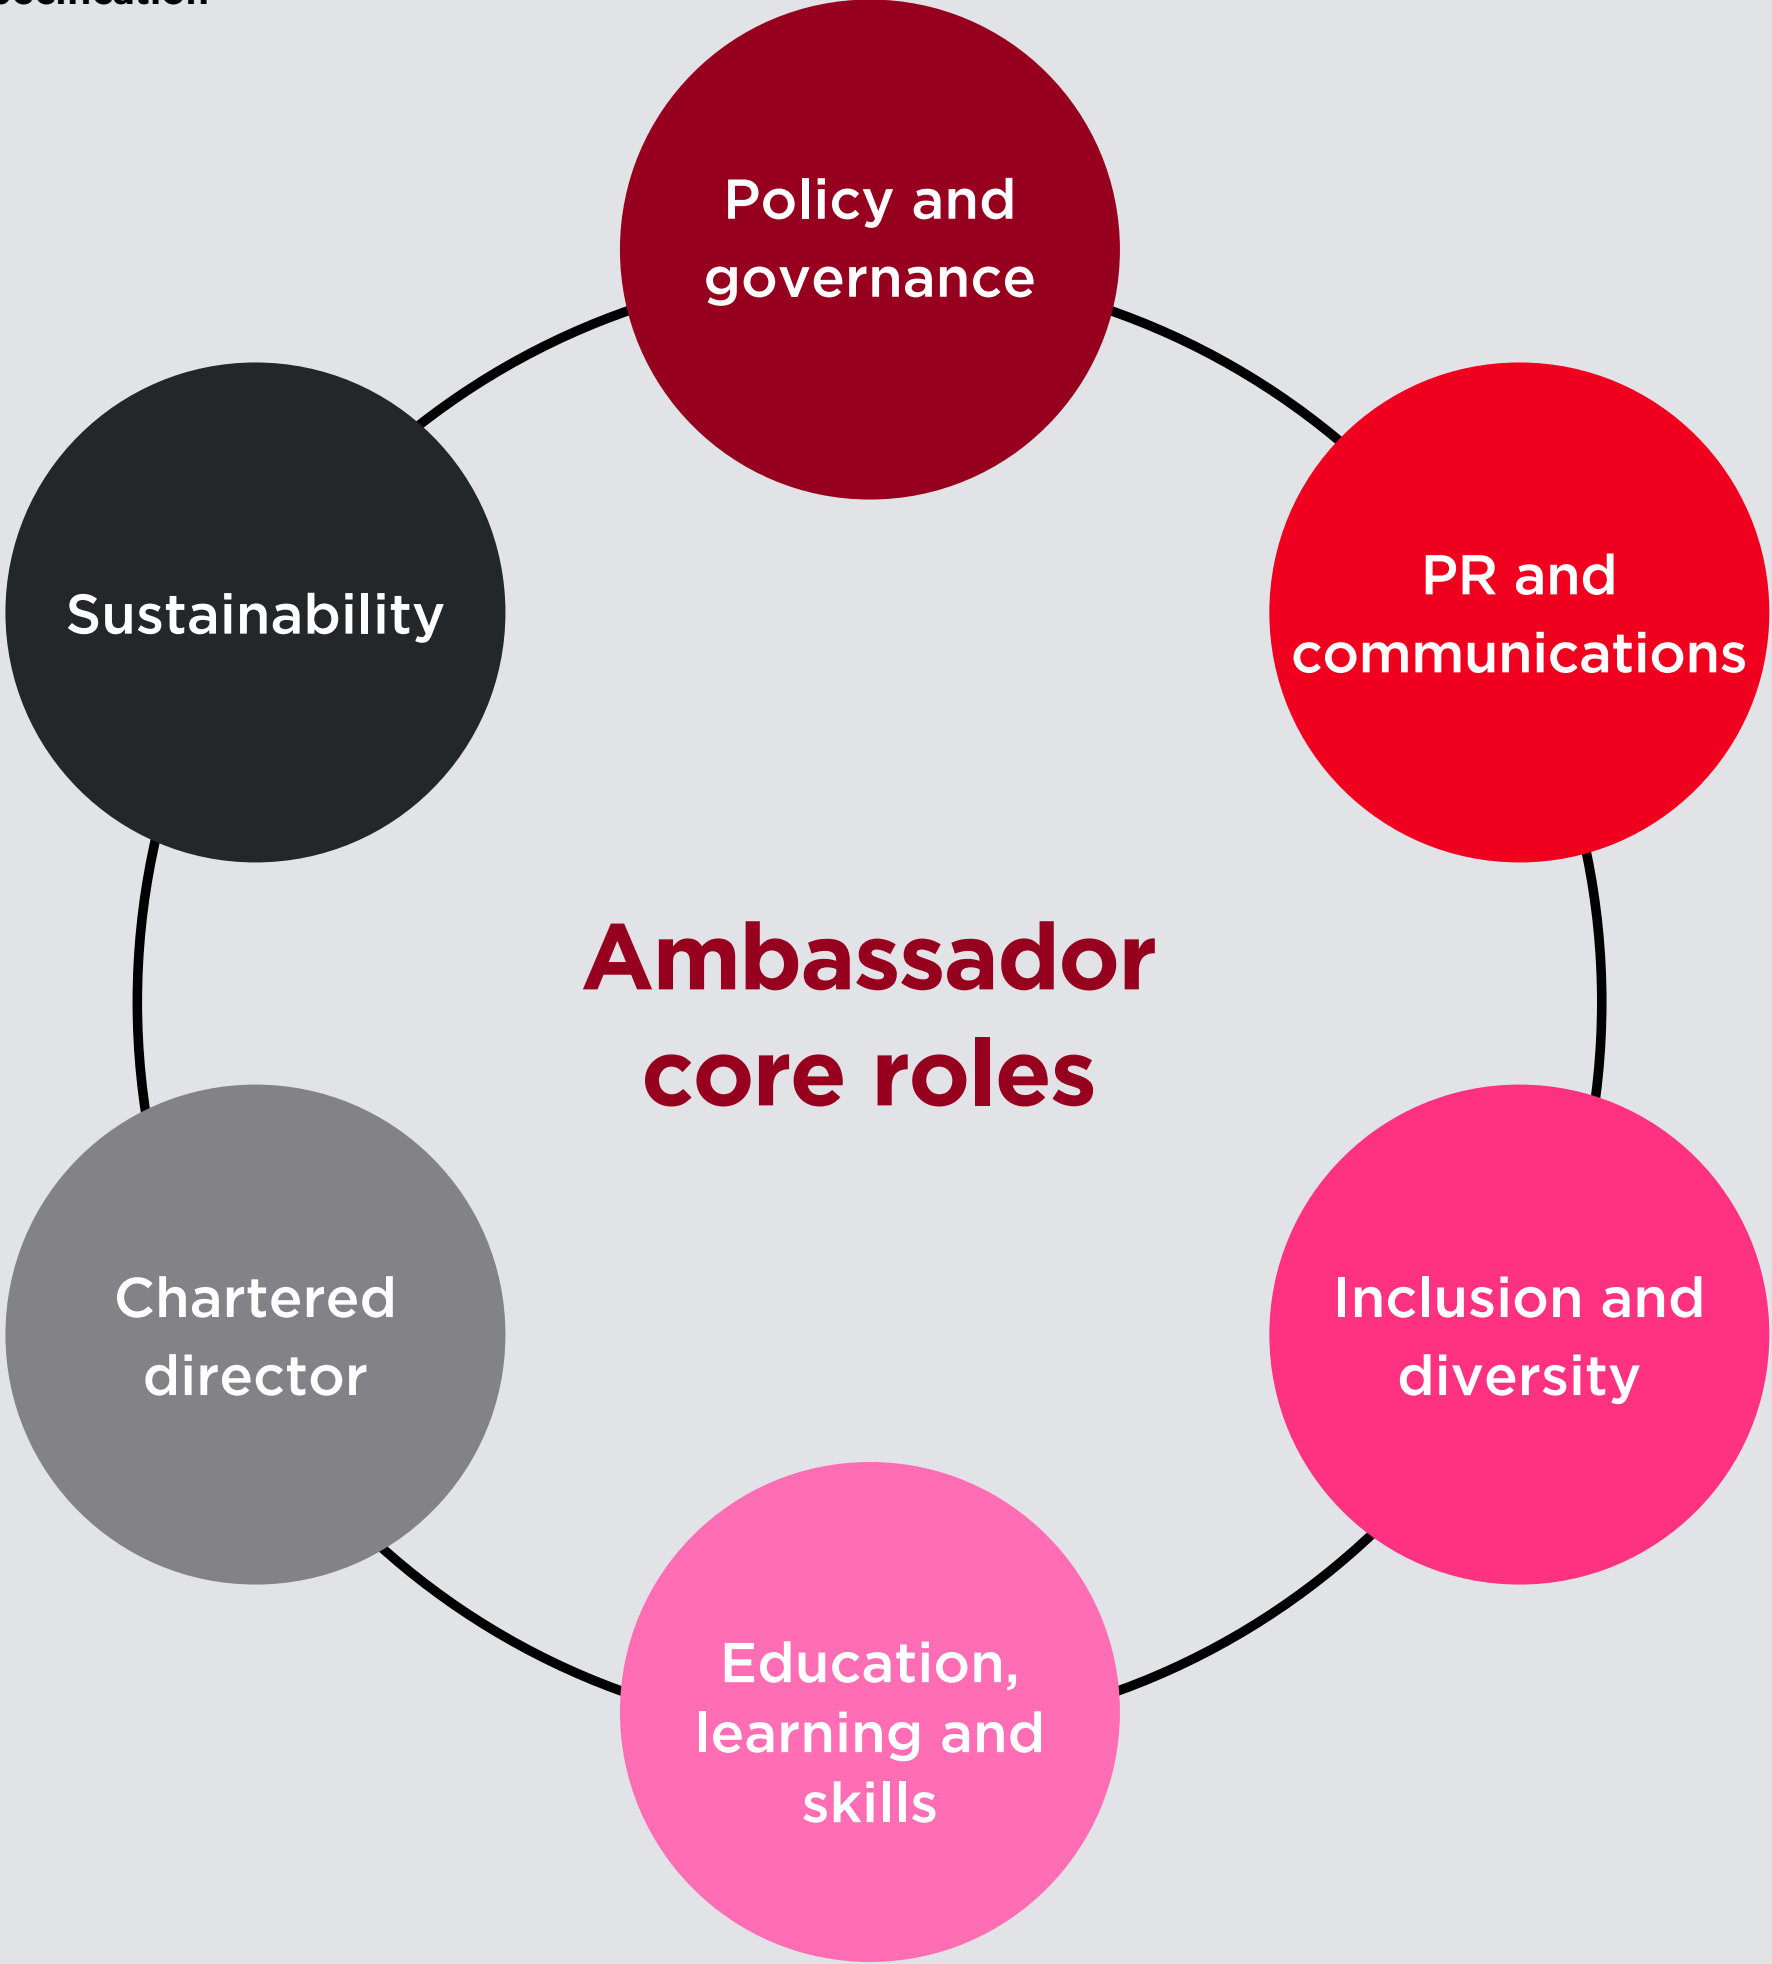 Policy and
governance
PR and
communications
Inclusion and
diversity
Education,
learning and
skills
Chartered
director
Sustainability
Ambassador
core roles